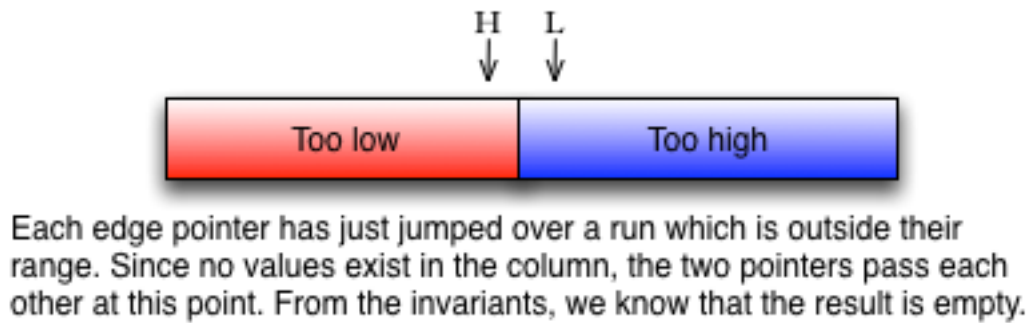 H L
Too low Too high
Each edge pointer has just jumped over a run which is outside their
range. Since no values exist in the column, the two pointers pass each
other at this point. From the invariants, we know that the result is empty.